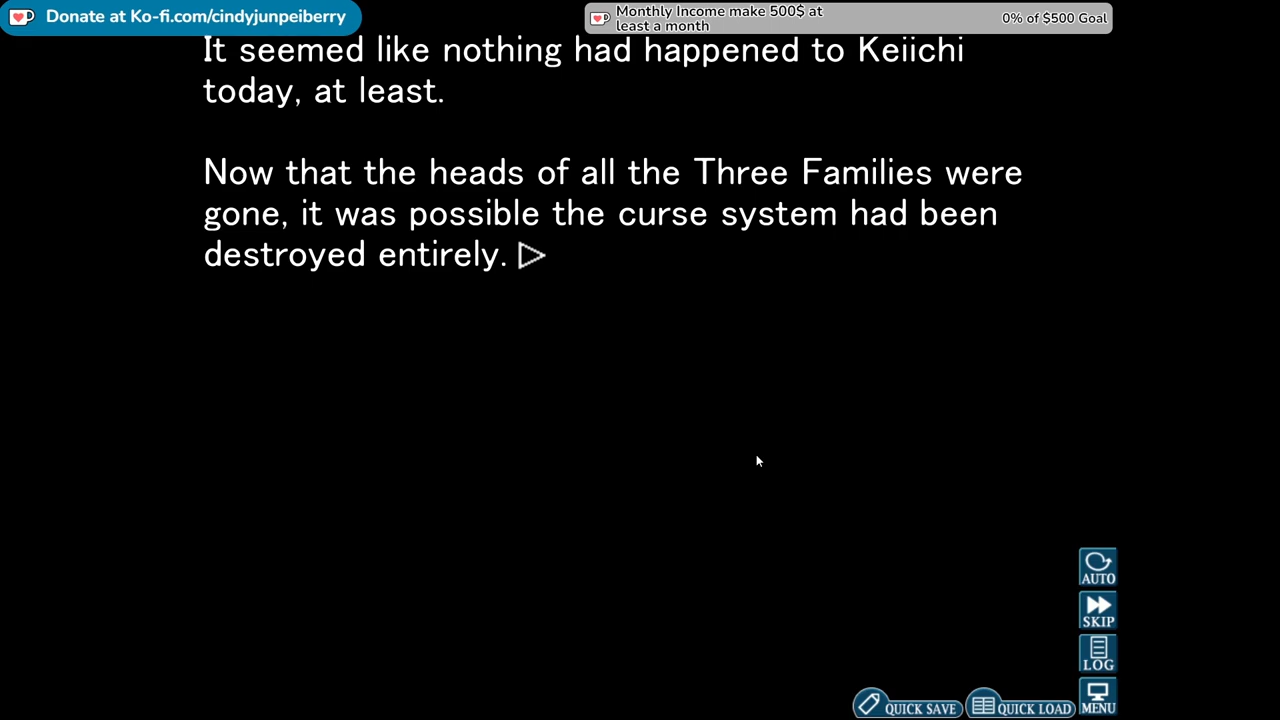 Donate at Ko-fi.com/cindyjunpeiberry
Monthly Income make 500$ at
least a month
0% of $500 Goal
It seemed like nothing had happened to Keiichi
today, at least.
Now that the heads of all the Three Families were
gone, it was possible the curse system had been
destroyed entirely.
AUTO
SKIP
LOG
MENU
QUICK SAVE
QUICK LOAD